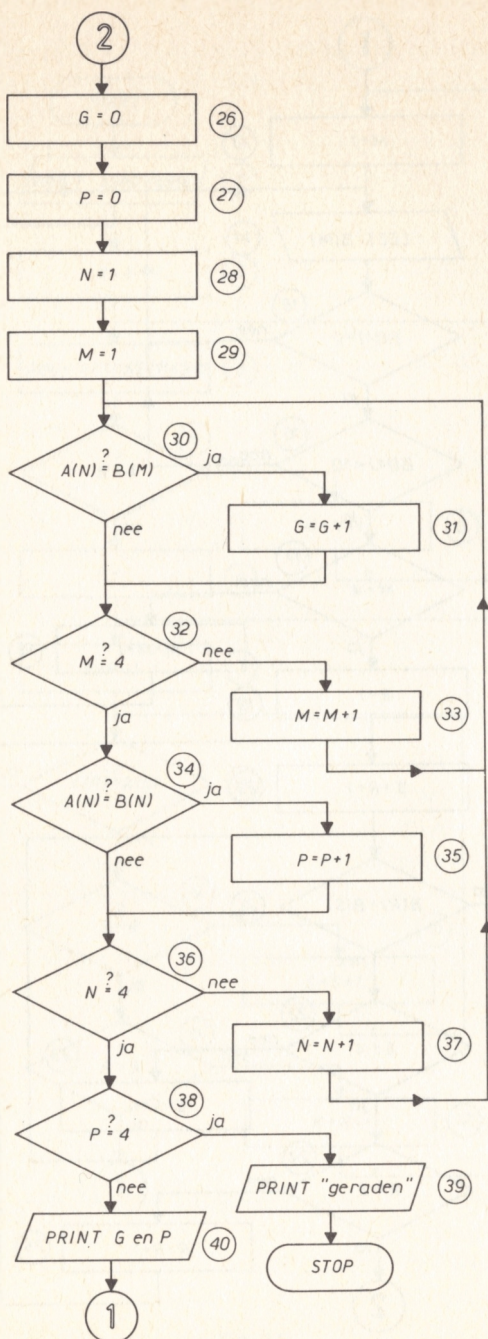 2
G = 0
26
P = 0
27
N = 1
28
M = 1
29
30
A(N) ?= B(M)
ja
nee
G = G + 1
31
32
M ?= 4
nee
ja
M = M + 1
33
34
A(N) ?= B(N)
ja
nee
P = P + 1
35
36
N ?= 4
nee
ja
N = N + 1
37
38
P ?= 4
ja
nee
PRINT "geraden"
39
PRINT G en P
40
STOP
1